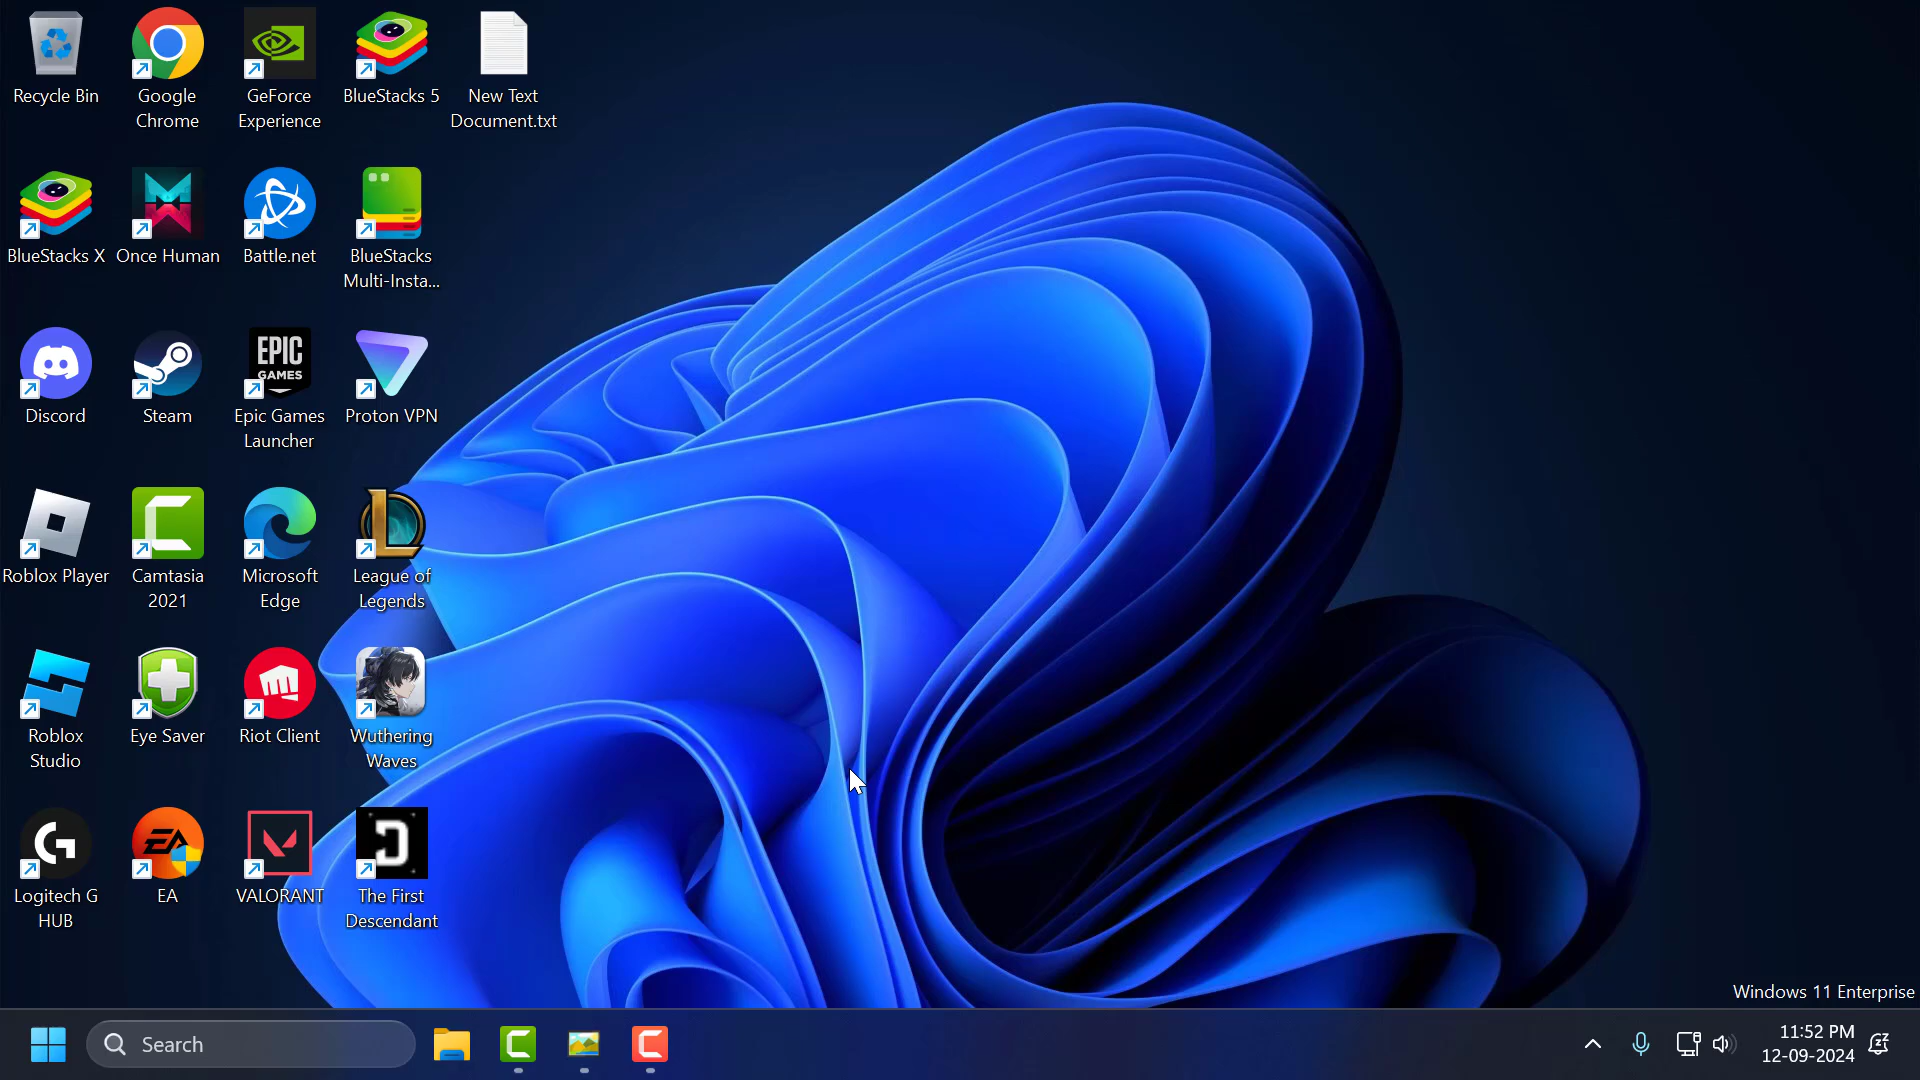 Recycle Bin
Google
Chrome
GeForce
Experience
BlueStacks 5
New Text
Document.txt
BlueStacks X
Once Human
Battle.net
BlueStacks
Multi-Insta...
Discord
Steam
EPIC
GAMES
Epic Games
Launcher
Proton VPN
Roblox Player
Camtasia
2021
Microsoft
Edge
League of
Legends
Roblox
Studio
Eye Saver
Riot Client
Wuthering
Waves
Logitech G
HUB
EA
EA
VALORANT
The First
Descendant
Windows 11 Enterprise
Search
11:52 PM
12-09-2024